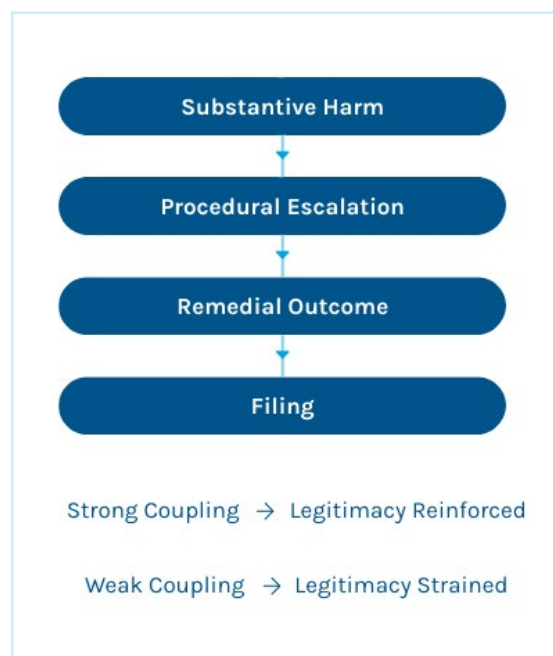 Substantive Harm
Procedural Escalation
Remedial Outcome
Filing
Strong Coupling → Legitimacy Reinforced
Weak Coupling → Legitimacy Strained